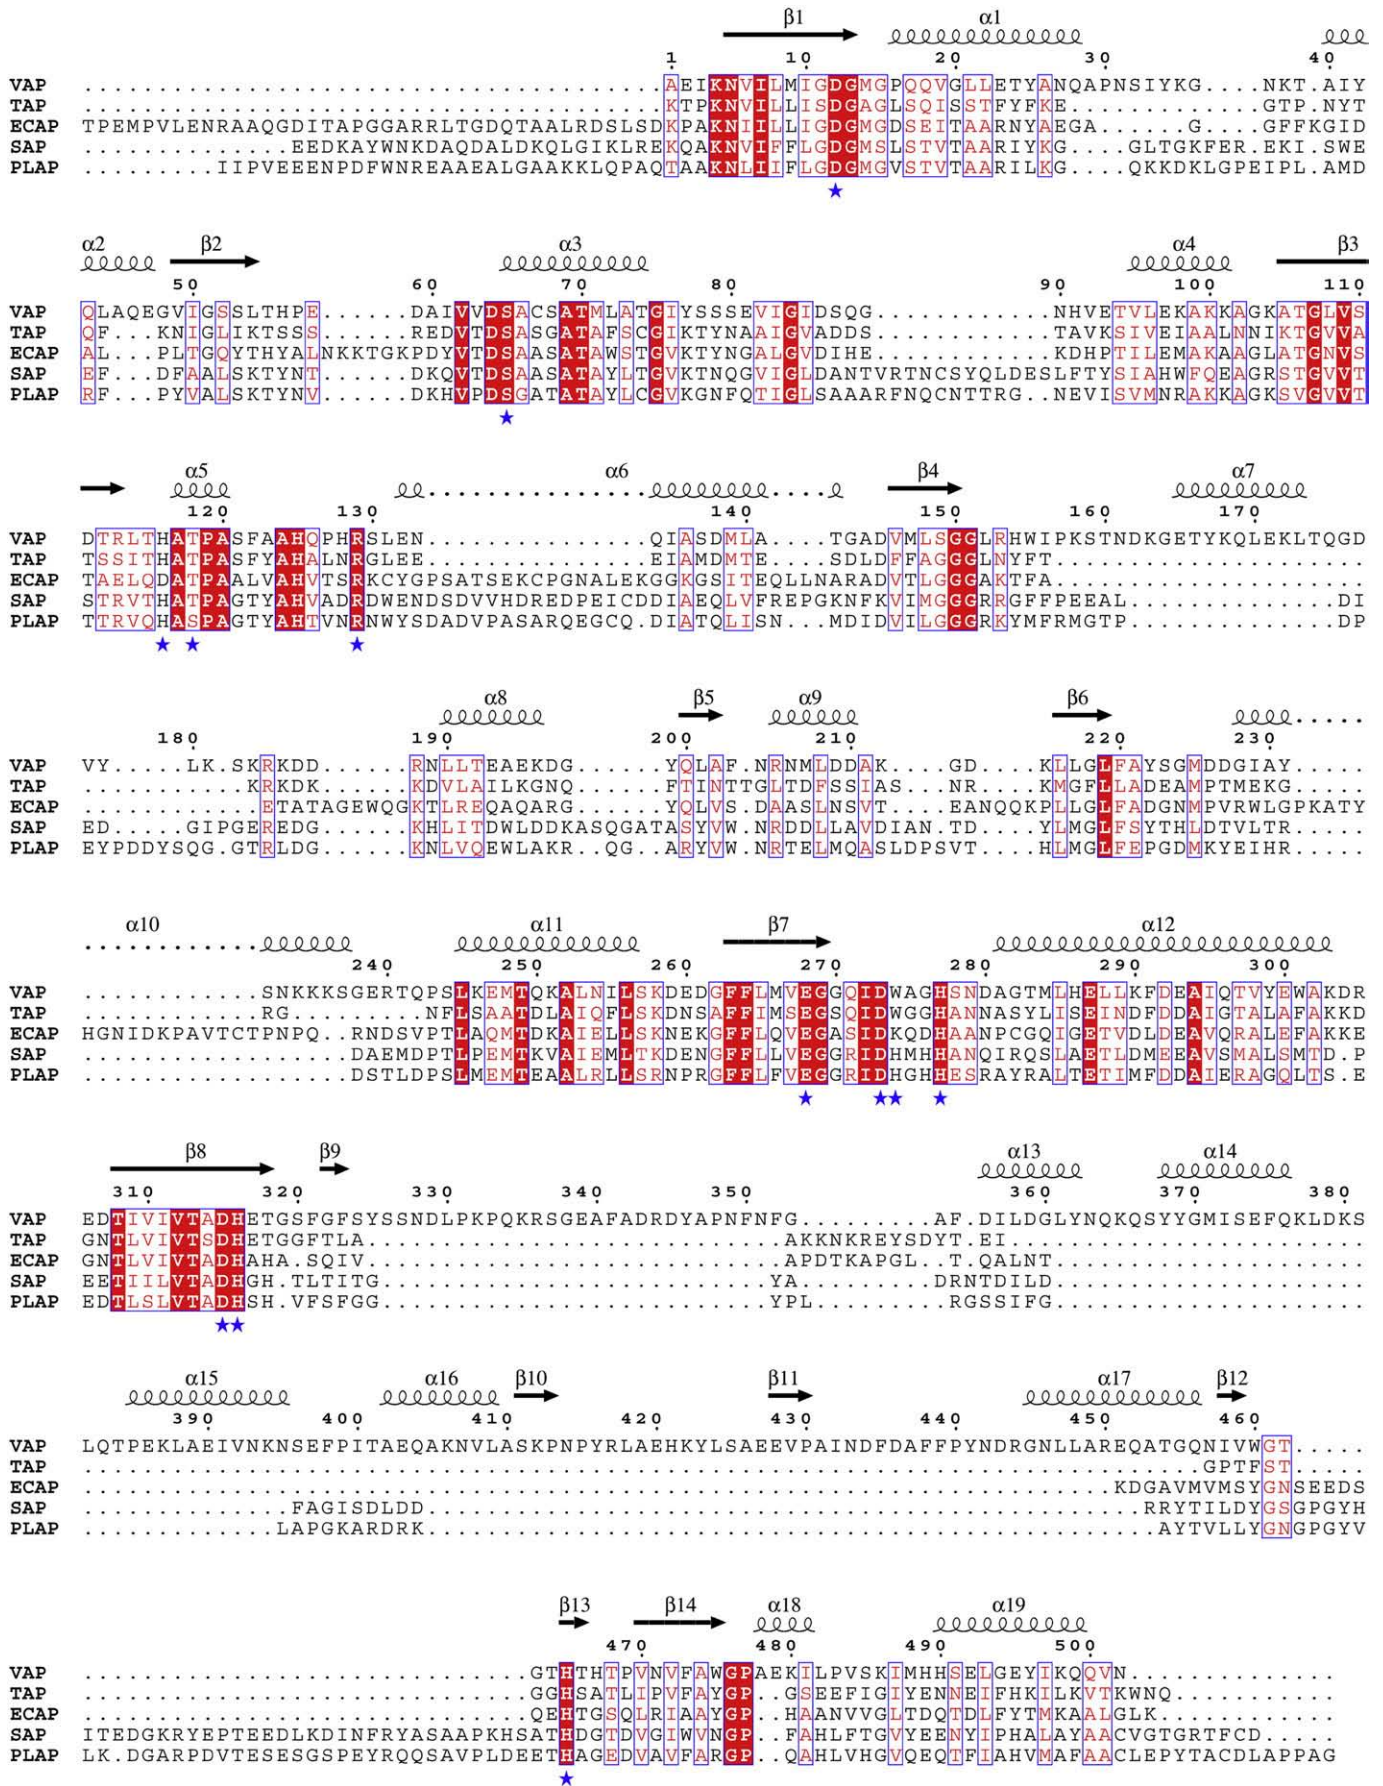 β1 α1
1 10 20 30 40
VAP ......................................AEIKNVILMIGDGMGPQQVGLLETYANQAPNSIYKG....NKT.AIY
TAP ......................................KTPKNVILLISDGAGLSQISSTFYFKE.............GTP.NYT
ECAP TPEMPVLENRAAQGDITAPGGARRLTGDQTAALRDSLSDKPAKNIILLIGDGMGDSEITAARNYAEGA......G....GFFKGID
SAP ..............EEDKAYWNKDAQDALDKQLGIKLREKQAKNVIFFLGDGMSLSTVTAARIYKG....GLTGKFER.EKI.SWE
PLAP .........IIPVEEENPDFWNREAAEALGAAKKLQPAQTAAKNLIIFLGDGMGVSTVTAARILKG....QKKDKLGPEIPL.AMD
★
α2 β2 α3 α4 β3
50 60 70 80 90 100 110
VAP QLAQEGVIGSSLTHPE......DAIVVDSACSATMLATGIYSSSEVIGIDSQG............NHVETVLEKAKKAGKATGLVS
TAP QF...KNIGLIKTSSS......REDVTDSASGATAFSCGIKTYNAAIGVADDS............TAVKSIVEIAALNNIKTGVVA
ECAP AL...PLTGQYTHYALNKKTGKPDYVTDSAASATAWSTGVKTYNGALGVDIHE............KDHPTILEMAKAAGLATGNVS
SAP EF...DFAALSKTYNT......DKQVTDSAASATAYLTGVKTNQGVIGLDANTVRTNCSYQLDESLFTYSIAHWFQEAGRSTGVVT
PLAP RF...PYVALSKTYNV......DKHVPDSGATATAYLCGVKGNFQTIGLSAAARFNQCNTTRG..NEVISVMNRAKKAGKSVGVVT
★
α5 α6 β4 α7
120 130 140 150 160 170
VAP DTRLTHATPASFAAHQPHRSLEN...............QIASDMLA....TGADVMLSGGLRHWIPKSTNDKGETYKQLEKLTQGD
TAP TSSITHATPASFYAHALNRGLEE...............EIAMDMTE....SDLDFFAGGGLNYFT.....................
ECAP TAELQDATPAALVAHVTSRKCYGPSATSEKCPGNALEKGGKGSITEQLLNARADVTLGGGAKTFA.....................
SAP STRVTHATPAGTYAHVADRDWENDSDVVHDREDPEICDDIAEQLVFREPGKNFKVIMGGGRRGFFPEEAL..............DI
PLAP TTRVQHASPAGTYAHTVNRNWYSDADVPASARQEGCQ.DIATQLISN...MDIDVILGGGRKYMFRMGTP..............DP
★ ★ ★
α8 β5 α9 β6
180 190 200 210 220 230
VAP VY.....LK.SKRKDD......RNLLTEAEKDG......YQLAF.NRNMLDDAK....GD....KLLGLFAYSGMDDGIAY.....
TAP ...........KRKDK......KDVLAILKGNQ......FTINTTGLTDFSSIAS...NR....KMGFLLADEAMPTMEKG.....
ECAP ............ETATAGEWQGKTLREQAQARG......YQLVS.DAASLNSVT....EANQQKPLLGLFADGNMPVRWLGPKATY
SAP ED.....GIPGEREDG......KHLITDWLDDKASQGATASYVW.NRDDLLAVDIAN.TD....YLMGLFSYTHLDTVLTR.....
PLAP EYPDDYSQG.GTRLDG......KNLVQEWLAKR..QG..ARYVW.NRTELMQASLDPSVT....HLMGLFEPGDMKYEIHR.....
α10 α11 β7 α12
240 250 260 270 280 290 300
VAP ............SNKKKSGERTQPSLKEMTQKALNILSKDEDGFFLMVEGGQIDWAGHSNDAGTMLHELLKFDEAIQTVYEWAKDR
TAP ............RG.........NFLSAATDLAIQFLSKDNSAFFIMSEGSQIDWGGHANNASYLISEINDFDDAIGTALAFAKKD
ECAP HGNIDKPAVTCTPNPQ..RNDSVPTLAQMTDKAIELLSKNEKGFFLQVEGASIDKQDHAANPCGQIGETVDLDEAVQRALEFAKKE
SAP ..................DAEMDPTLPEMTKVAIEMLTKDENGFFLLVEGGRIDHMHHANQIRQSLAETLDMEEAVSMALSMTD.P
PLAP ..................DSTLDPSLMEMTEAALRLLSRNPRGFFLFVEGGRIDHGHHESRAYRALTETIMFDDAIERAGQLTS.E
★ ★★ ★
β8 β9 α13 α14
310 320 330 340 350 360 370 380
VAP EDTIVIVTADHETGSFGFSYSSNDLPKPQKRSGEAFADRDYAPNFNFG.........AF.DILDGLYNQKQSYYGMISEFQKLDKS
TAP GNTLVIVTSDHETGGFTLA............................AKKNKREYSDYT.EI........................
ECAP GNTLVIVTSDHAHA.SQIV............................APDTKAPGL..T.QALNT.....................
SAP EETIILVTADHGH.TLTITG..........................YA.........DRNTDILD.....................
PLAP EDTLSLVTADHSH.VFSFGG..........................YPL.........RGSSIFG.....................
★★
α15 α16 β10 β11 α17 β12
390 400 410 420 430 440 450 460
VAP LQTPEKLAEIVNKNSEFPITAEQAKNVLASKPNPYRLAEHKYLSAEEVPAINDFDAFFPYNDRGNLLAREQATGQNIVWGT.....
TAP ...........................................................................GPTFST.....
ECAP .....................................................................KDGAVMVMSYGNSEEDS
SAP ..............FAGISDLDD................................................RRYTILDYGSGPGYH
PLAP .............LAPGKARDRK.................................................AYTVLLYGNGPGYV
β13 β14 α18 α19
470 480 490 500
VAP ..............................GTHTHTPVNVFAWGPAEKILPVSKIMHHSELGEYIKQQVN..............
TAP ..............................GGHSATLIPVFAYGP..GSEEFIGIYENNEIFHKILKVTKWNQ...........
ECAP ..............................QEHTGSQLRIAAYGP..HAANVVGLTDQTDLFYTMKAALGLK............
SAP ITEDGKRYEPTEEDLKDINFRYASAAPKHSATHDGTDVGIWVNGP..FAHLFTGVYEENYIPHALAYAACVGTGRTFCD.....
PLAP LK.DGARPDVTESESGSPEYRQQSAVPLDEETHAGEDVAVFARGP..QAHLVHGVQEQTFIAHVMAFAACLEPYTACDLAPPAG
★